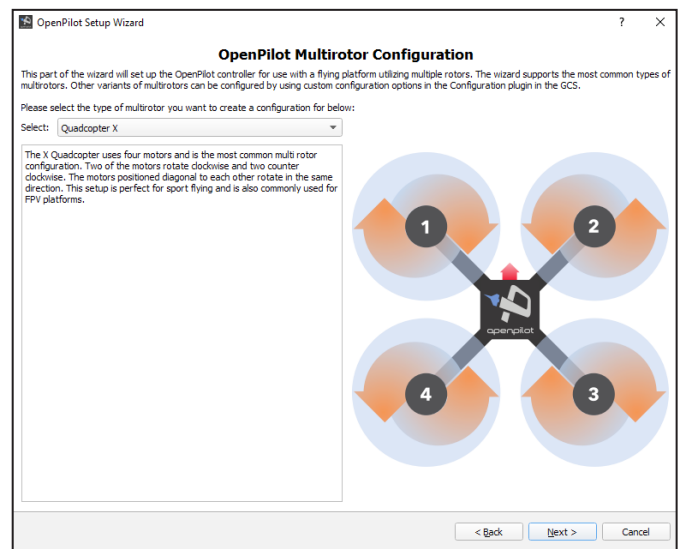 OpenPilot Setup Wizard
OpenPilot Multirotor Configuration
This part of the wizard will set up the OpenPilot controller for use with a flying platform utilizing multiple rotors. The wizard supports the most common types of
multirotors. Other variants of multirotors can be configured by using custom configuration options in the Configuration plugin in the GCS.
Please select the type of multirotor you want to create a configuration for below:
Select: Quadcopter X
The X Quadcopter uses four motors and is the most common multi rotor
configuration. Two of the motors rotate clockwise and two counter
clockwise. The motors positioned diagonal to each other rotate in the same
direction. This setup is perfect for sport flying and is also commonly used for
FPV platforms.
1
2
openpilot
4
3
< Back
Next >
Cancel